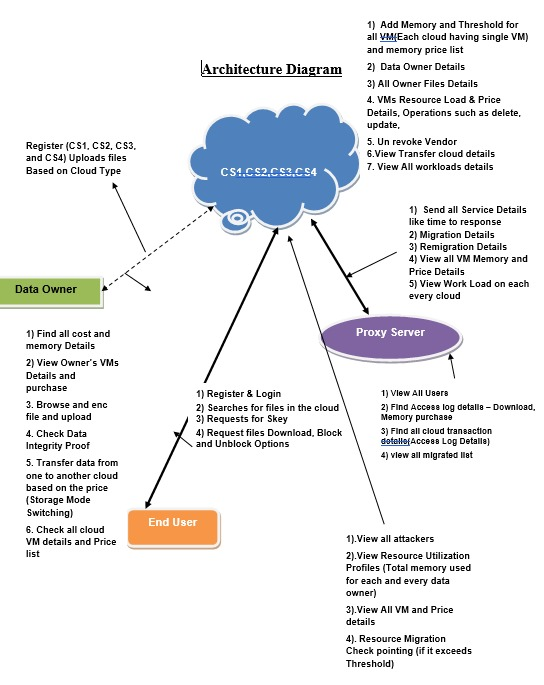 1) Add Memory and Threshold for
all VM(Each cloud having single VM)
and memory price list
2) Data Owner Details
3) All Owner Files Details
4. VMs Resource Load & Price
Details, Operations such as delete,
update,
5. Un revoke Vendor
6.View Transfer cloud details
7. View All workloads details
Architecture Diagram
CS1,CS2,CS3,CS4
Register (CS1, CS2, CS3,
and CS4) Uploads files
Based on Cloud Type
1) Send all Service Details
like time to response
2) Migration Details
3) Remigration Details
4) View all VM Memory and
Price Details
5) View Work Load on each
every cloud
Data Owner
Proxy Server
1) Find all cost and
memory Details
2) View Owner's VMs
Details and
purchase
3. Browse and enc
file and upload
4. Check Data
Integrity Proof
5. Transfer data from
one to another cloud
based on the price
(Storage Mode
Switching)
6. Check all cloud
VM details and Price
list
1) Register & Login
2) Searches for files in the cloud
3) Requests for Skey
4) Request files Download, Block
and Unblock Options
1) View All Users
2) Find Access log details – Download,
Memory purchase
3) Find all cloud transaction
details(Access Log Details)
4) view all migrated list
End User
1).View all attackers
2).View Resource Utilization
Profiles (Total memory used
for each and every data
owner)
3).View All VM and Price
details
4). Resource Migration
Check pointing (if it exceeds
Threshold)